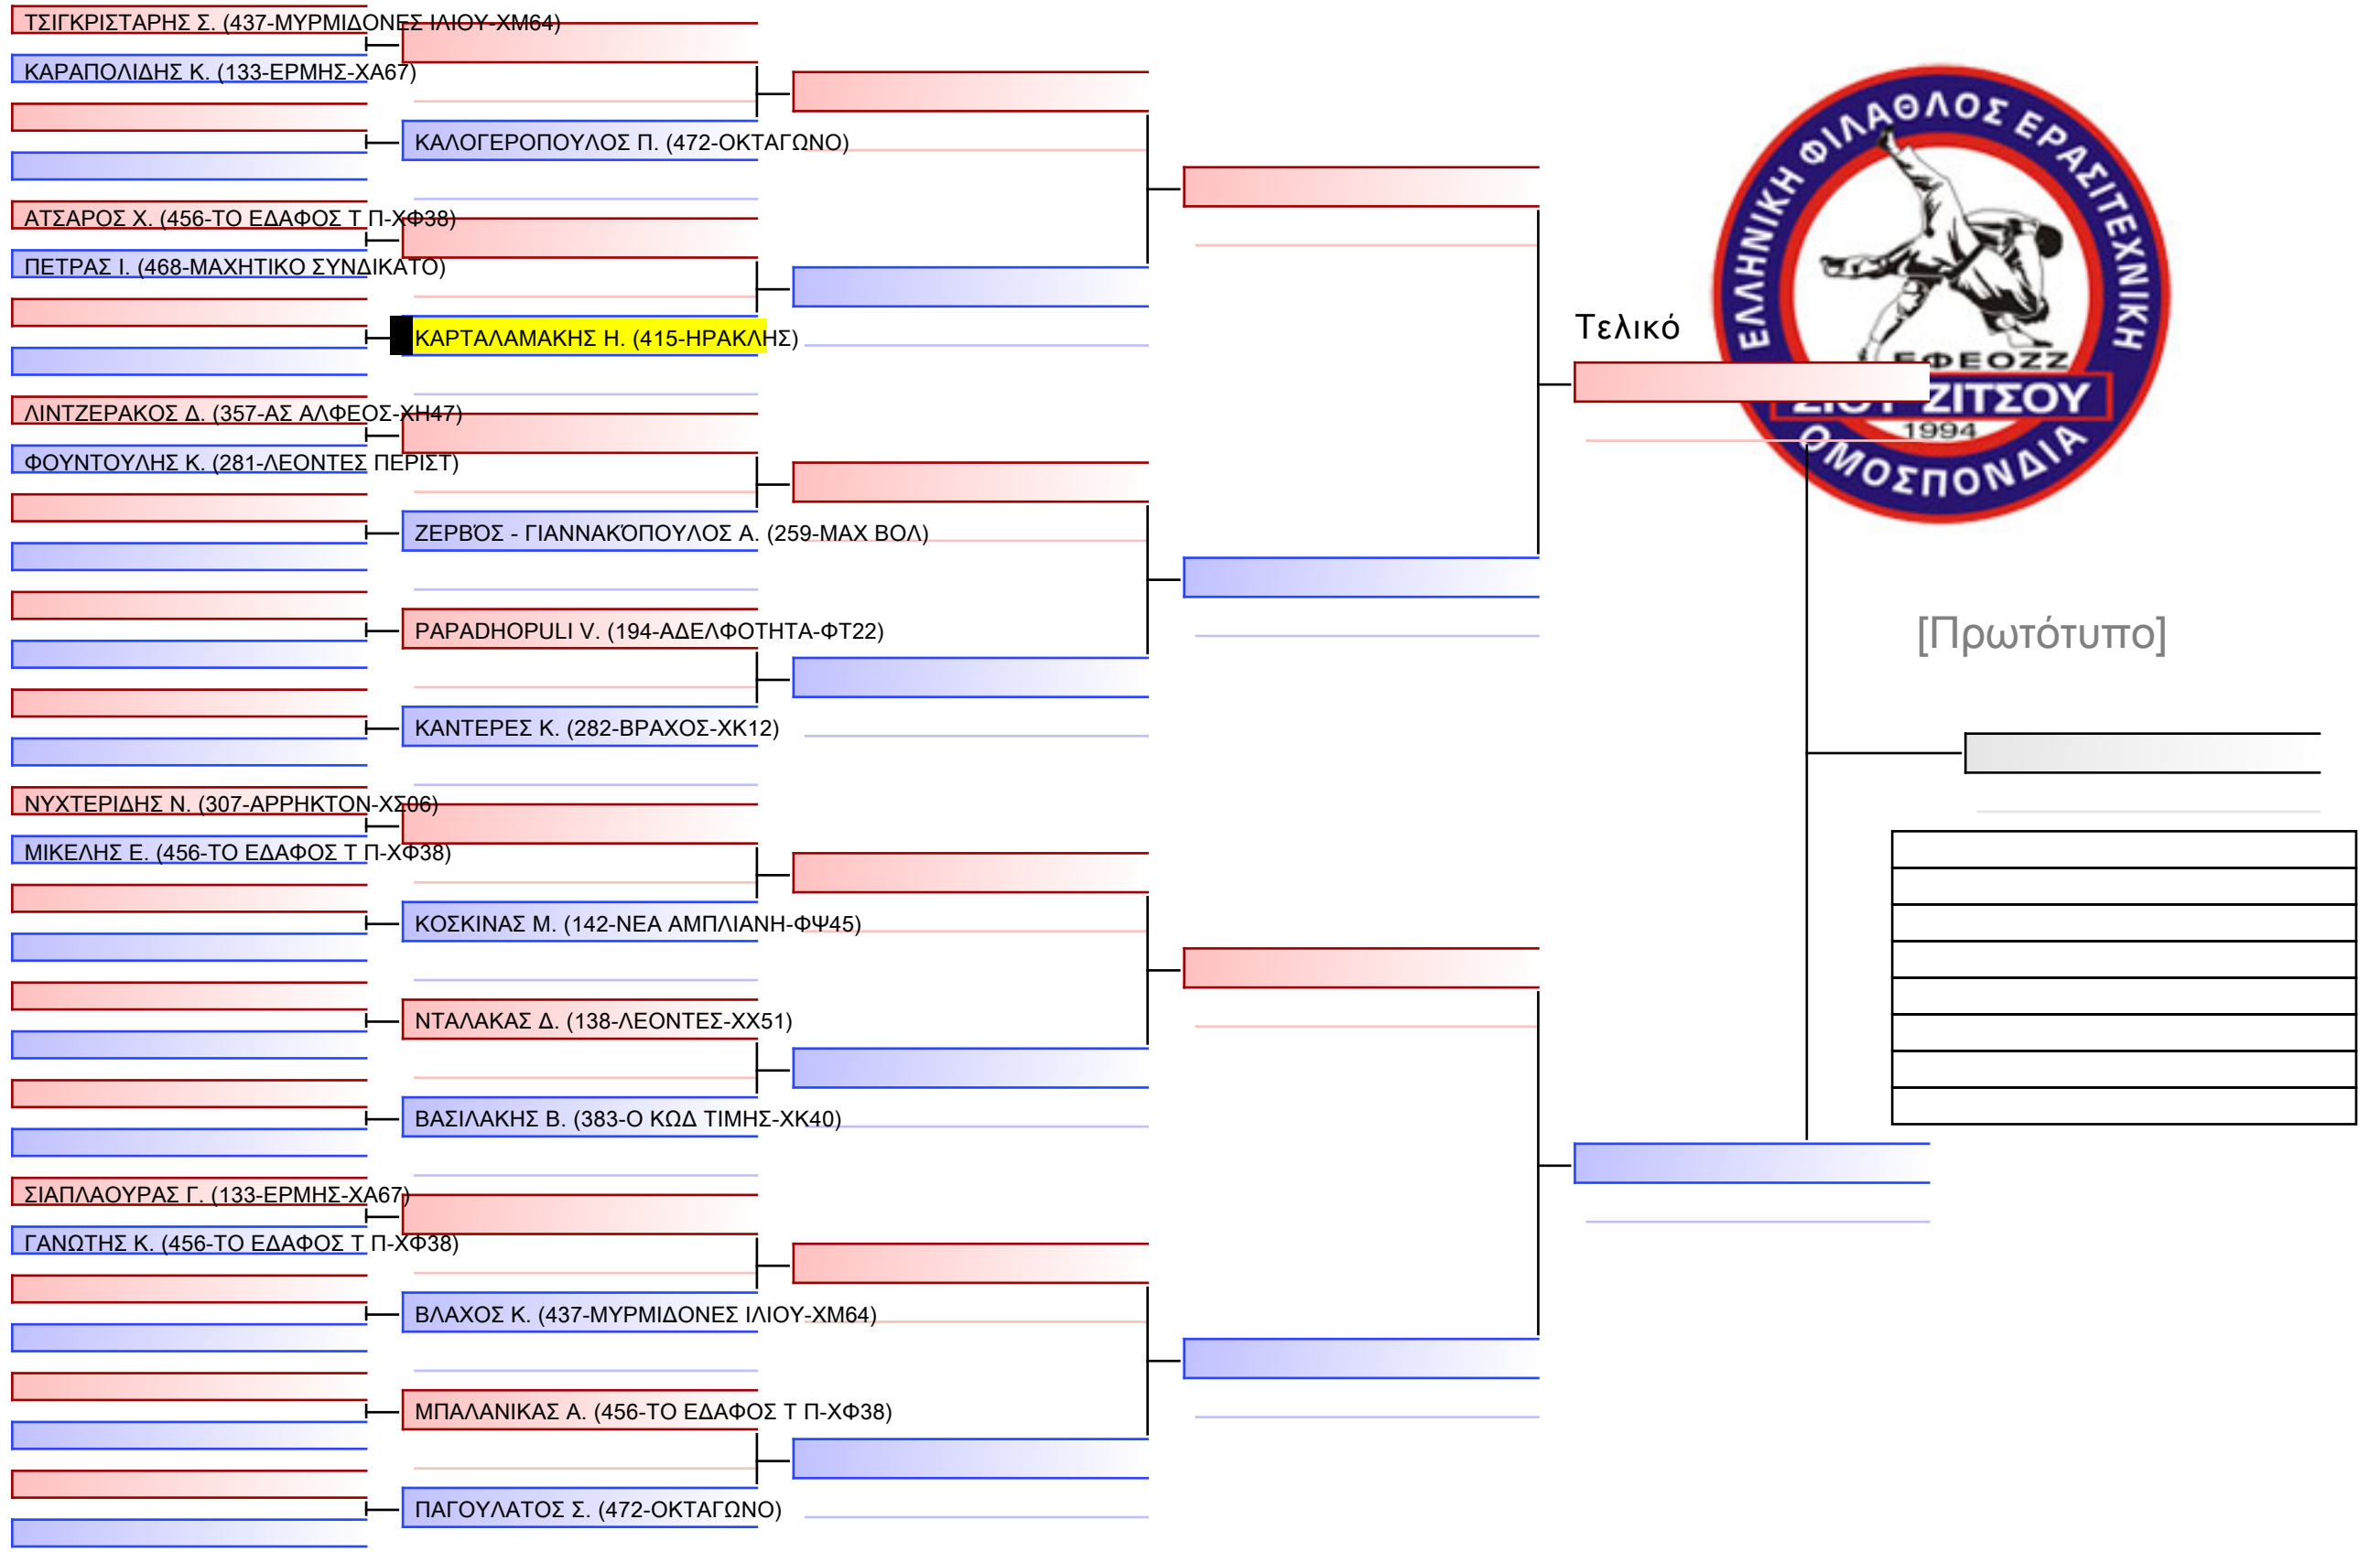 ΤΣΙΓΚΡΙΣΤΑΡΗΣ Σ. (437-ΜΥΡΜΙΔΟΝΕΣ ΙΛΙΟΥ-ΧΜ64)
ΚΑΡΑΠΟΛΙΔΗΣ Κ. (133-ΕΡΜΗΣ-ΧΑ67)
ΚΑΛΟΓΕΡΟΠΟΥΛΟΣ Π. (472-ΟΚΤΑΓΩΝΟ)
ΑΤΣΑΡΟΣ Χ. (456-ΤΟ ΕΔΑΦΟΣ Τ Π-ΧΦ38)
ΠΕΤΡΑΣ Ι. (468-ΜΑΧΗΤΙΚΟ ΣΥΝΔΙΚΑΤΟ)
ΚΑΡΤΑΛΑΜΑΚΗΣ Η. (415-ΗΡΑΚΛΗΣ)
ΛΙΝΤΖΕΡΑΚΟΣ Δ. (357-ΑΣ ΑΛΦΕΟΣ-ΧΗ47)
ΦΟΥΝΤΟΥΛΗΣ Κ. (281-ΛΕΟΝΤΕΣ ΠΕΡΙΣΤ)
ΖΕΡΒΌΣ - ΓΙΑΝΝΑΚΌΠΟΥΛΟΣ Α. (259-ΜΑΧ ΒΟΛ)
PAPADHOPULI V. (194-ΑΔΕΛΦΟΤΗΤΑ-ΦΤ22)
ΚΑΝΤΕΡΕΣ Κ. (282-ΒΡΑΧΟΣ-ΧΚ12)
ΝΥΧΤΕΡΙΔΗΣ Ν. (307-ΑΡΡΗΚΤΟΝ-ΧΣ06)
ΜΙΚΕΛΗΣ Ε. (456-ΤΟ ΕΔΑΦΟΣ Τ Π-ΧΦ38)
ΚΟΣΚΙΝΑΣ Μ. (142-ΝΕΑ ΑΜΠΛΙΑΝΗ-ΦΨ45)
ΝΤΑΛΑΚΑΣ Δ. (138-ΛΕΟΝΤΕΣ-ΧΧ51)
ΒΑΣΙΛΑΚΗΣ Β. (383-Ο ΚΩΔ ΤΙΜΗΣ-ΧΚ40)
ΣΙΑΠΛΑΟΥΡΑΣ Γ. (133-ΕΡΜΗΣ-ΧΑ67)
ΓΑΝΩΤΗΣ Κ. (456-ΤΟ ΕΔΑΦΟΣ Τ Π-ΧΦ38)
ΒΛΑΧΟΣ Κ. (437-ΜΥΡΜΙΔΟΝΕΣ ΙΛΙΟΥ-ΧΜ64)
ΜΠΑΛΑΝΙΚΑΣ Α. (456-ΤΟ ΕΔΑΦΟΣ Τ Π-ΧΦ38)
ΠΑΓΟΥΛΑΤΟΣ Σ. (472-ΟΚΤΑΓΩΝΟ)
Τελικό
ΕΛΛΗΝΙΚΗ ΦΙΛΑΘΛΟΣ ΕΡΑΣΙΤΕΧΝΙΚΗ
ΕΦΕΟΖΖ
ΖΙΟΥ ΖΙΤΣΟΥ
1994
ΟΜΟΣΠΟΝΔΙΑ
[Πρωτότυπο]